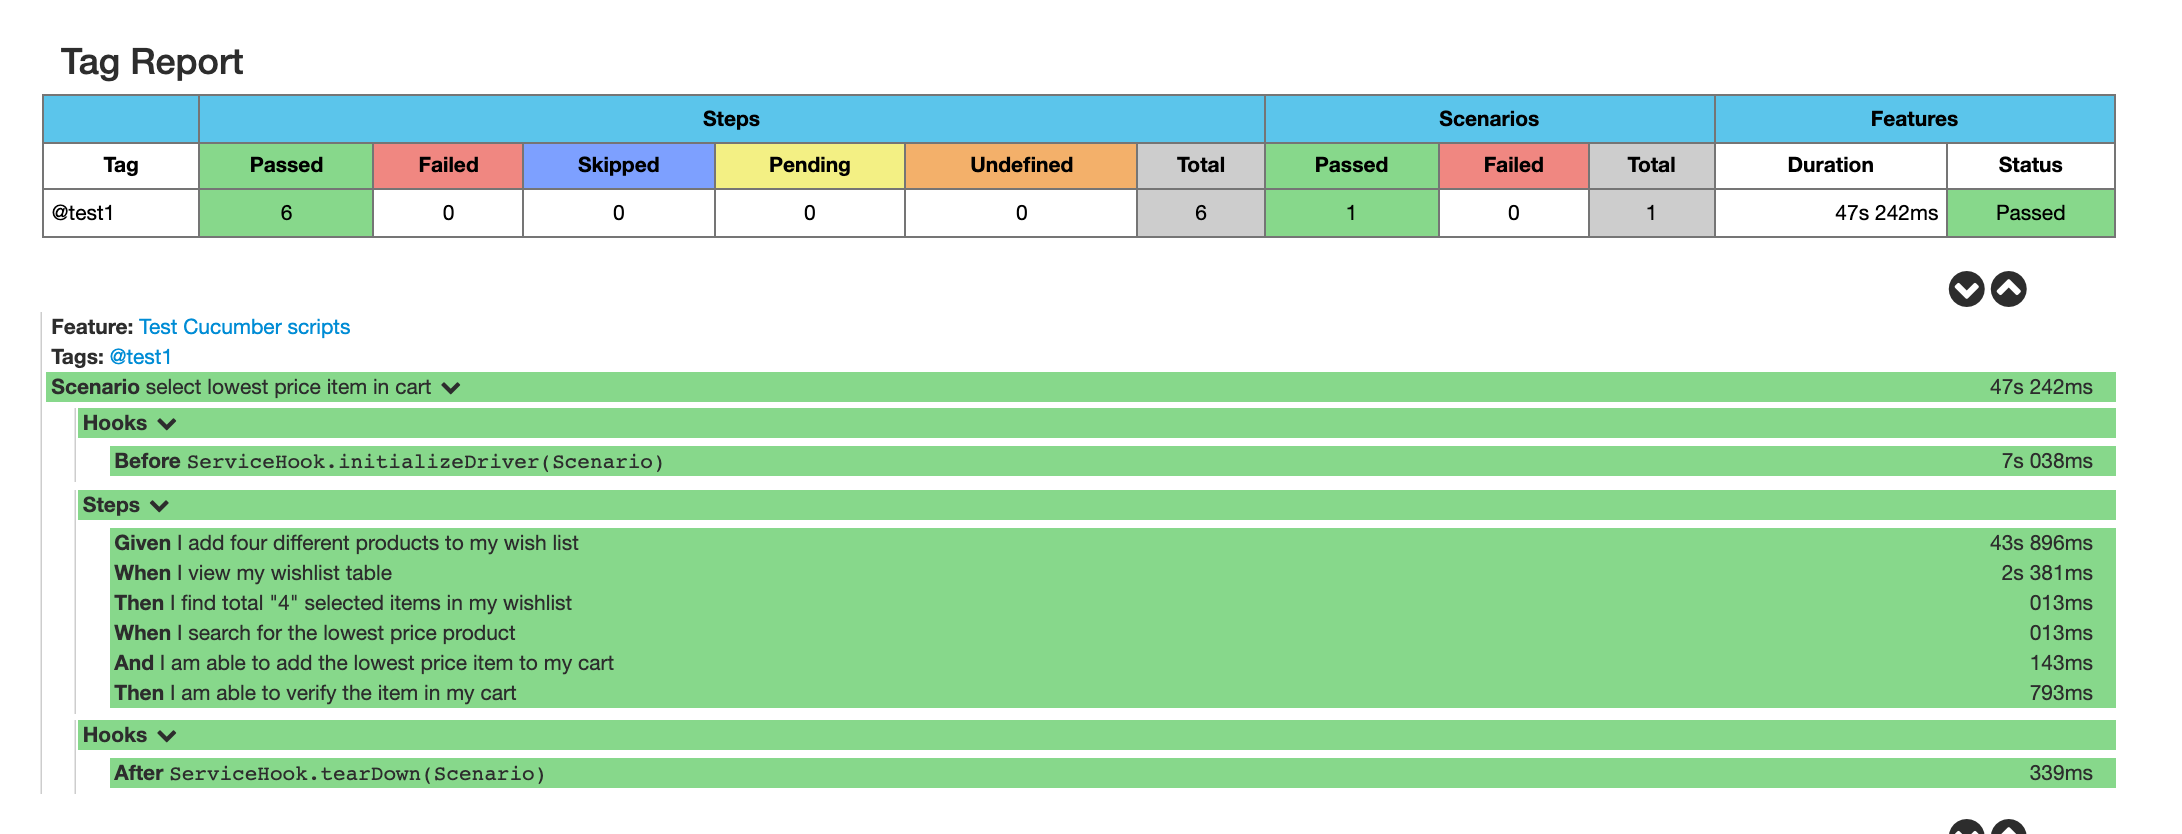 Tag Report
Steps Scenarios Features
Tag Passed Failed Skipped Pending Undefined Total Passed Failed Total Duration Status
@test1 6 0 0 0 0 6 1 0 1 47s 242ms Passed
Feature: Test Cucumber scripts
Tags: @test1
Scenario select lowest price item in cart 47s 242ms
Hooks
Before ServiceHook.initializeDriver(Scenario) 7s 038ms
Steps
Given I add four different products to my wish list 43s 896ms
When I view my wishlist table 2s 381ms
Then I find total "4" selected items in my wishlist 013ms
When I search for the lowest price product 013ms
And I am able to add the lowest price item to my cart 143ms
Then I am able to verify the item in my cart 793ms
Hooks
After ServiceHook.tearDown(Scenario) 339ms